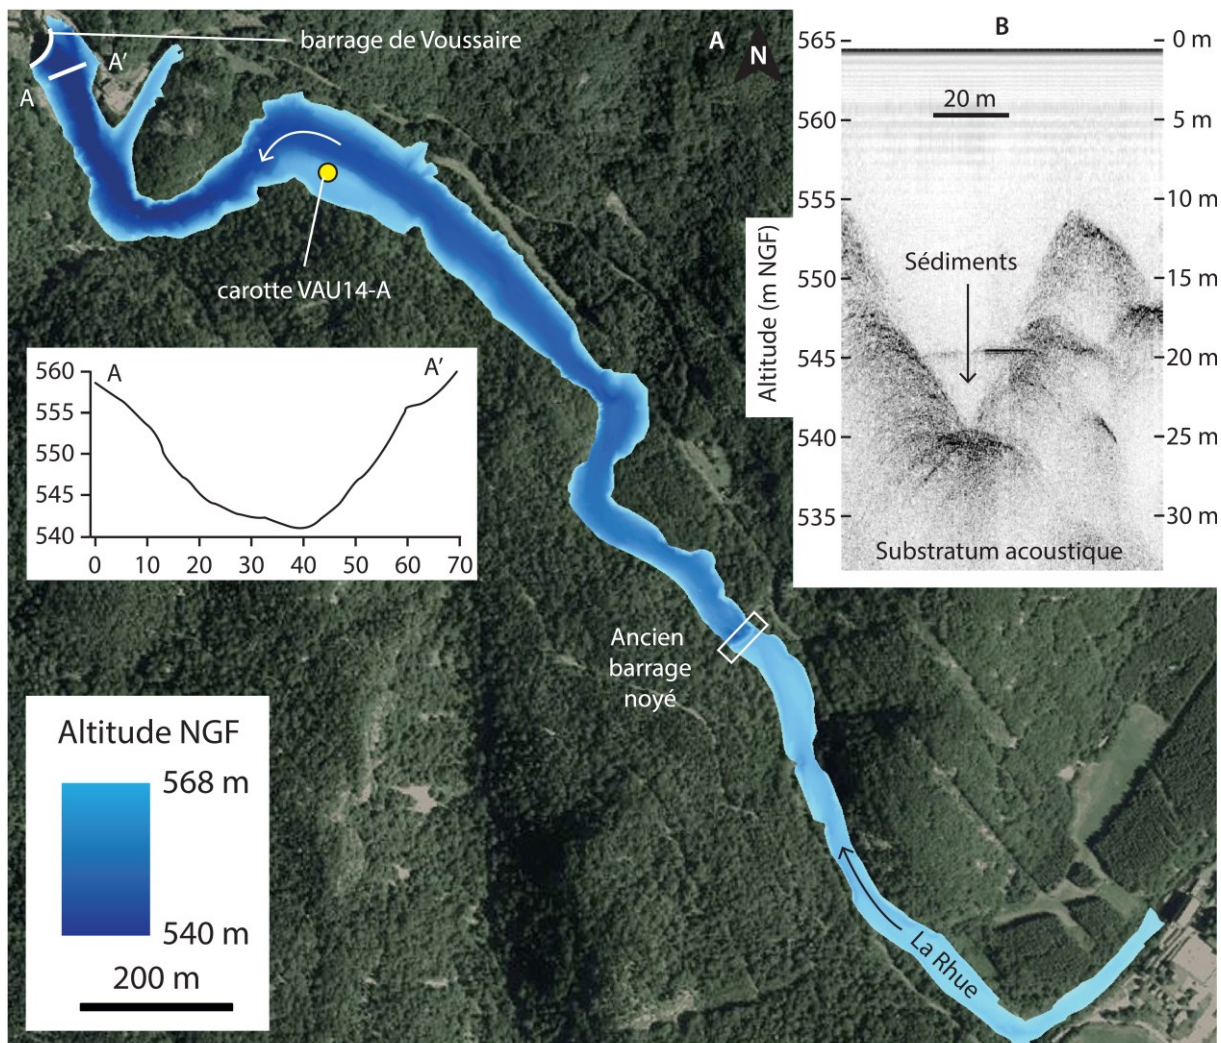 barrage de Voussaire
A
N
A'
A
carotte VAU14-A
A
A'
560
555
550
545
540
0
10
20
30
40
50
60
70
Ancien
barrage
noyé
Altitude NGF
568 m
540 m
200 m
La Rhue
B
565
560
555
550
545
540
535
Altitude (m NGF)
20 m
Sédiments
Substratum acoustique
0 m
5 m
10 m
15 m
20 m
25 m
30 m